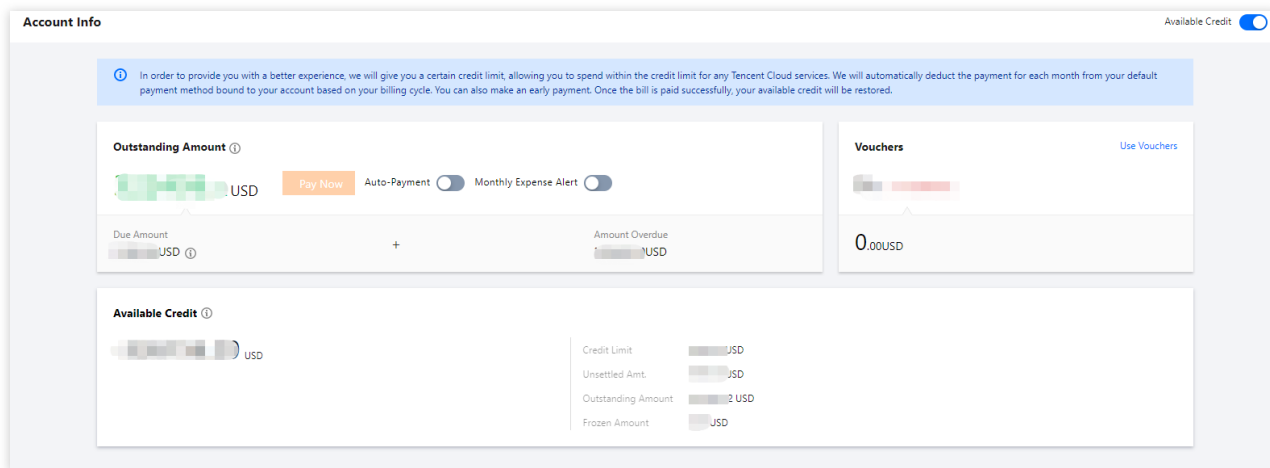 Account Info
Available Credit
In order to provide you with a better experience, we will give you a certain credit limit, allowing you to spend within the credit limit for any Tencent Cloud services. We will automatically deduct the payment for each month from your default
payment method bound to your account based on your billing cycle. You can also make an early payment. Once the bill is paid successfully, your available credit will be restored.
Outstanding Amount
USD
Pay Now
Auto-Payment
Monthly Expense Alert
Due Amount
USD
+
Amount Overdue
USD
Vouchers
Use Vouchers
0.00USD
Available Credit
USD
Credit Limit
USD
Unsettled Amt.
USD
Outstanding Amount
2 USD
Frozen Amount
USD